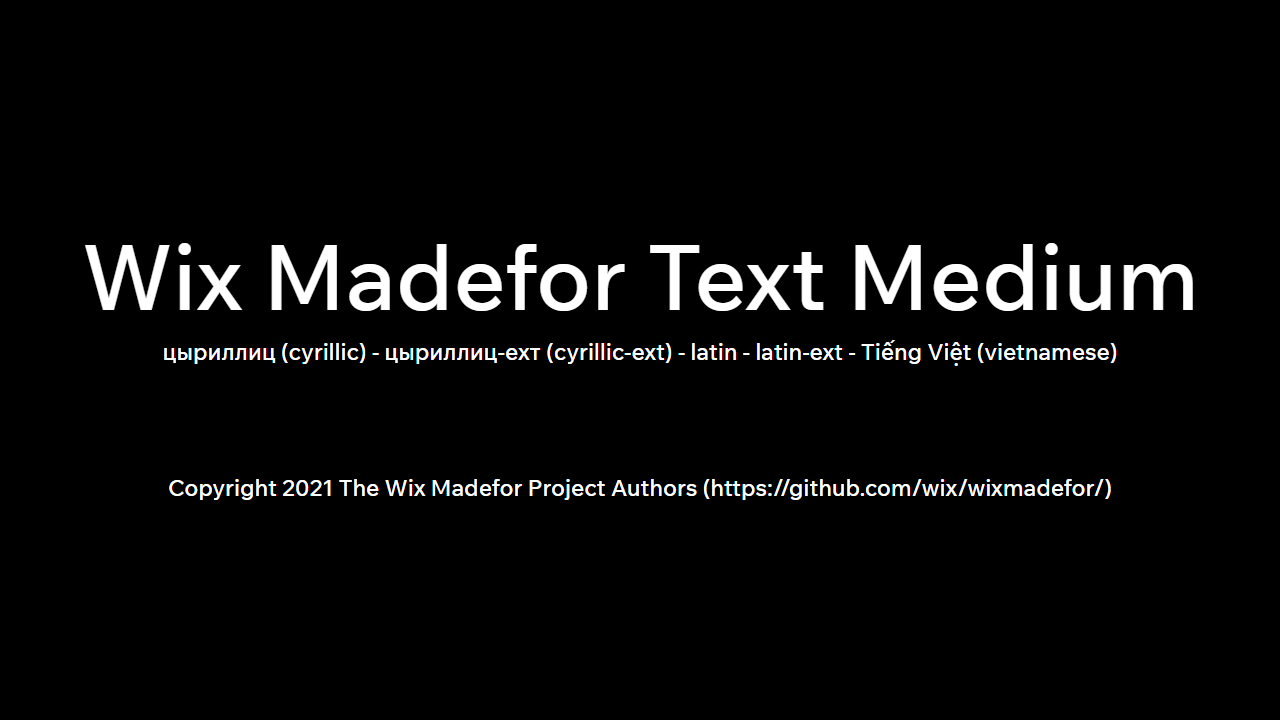 Wix Madefor Text Medium
цыриллиц (cyrillic) - цыриллиц-ехт (cyrillic-ext) - latin - latin-ext - Tiếng Việt (vietnamese)
Copyright 2021 The Wix Madefor Project Authors (https://github.com/wix/wixmadefor/)